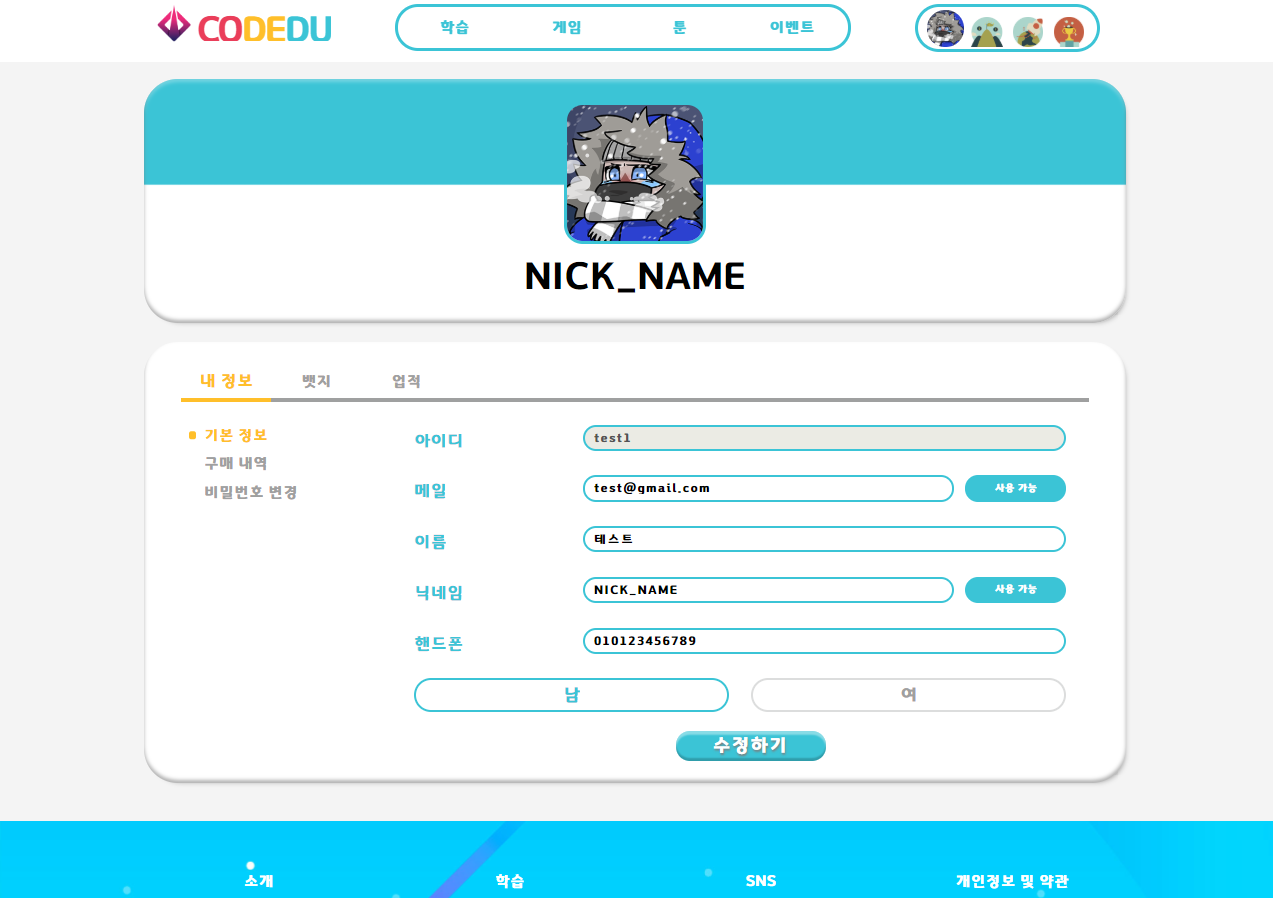 CODEDU
학습 게임 툰 이벤트
NICK_NAME
내 정보 뱃지 업적
기본 정보
구매 내역
비밀번호 변경
아이디 test1
메일 test@gmail.com 사용 가능
이름 테스트
닉네임 NICK_NAME 사용 가능
핸드폰 010123456789
남 여
수정하기
소개 학습 SNS 개인정보 및 약관